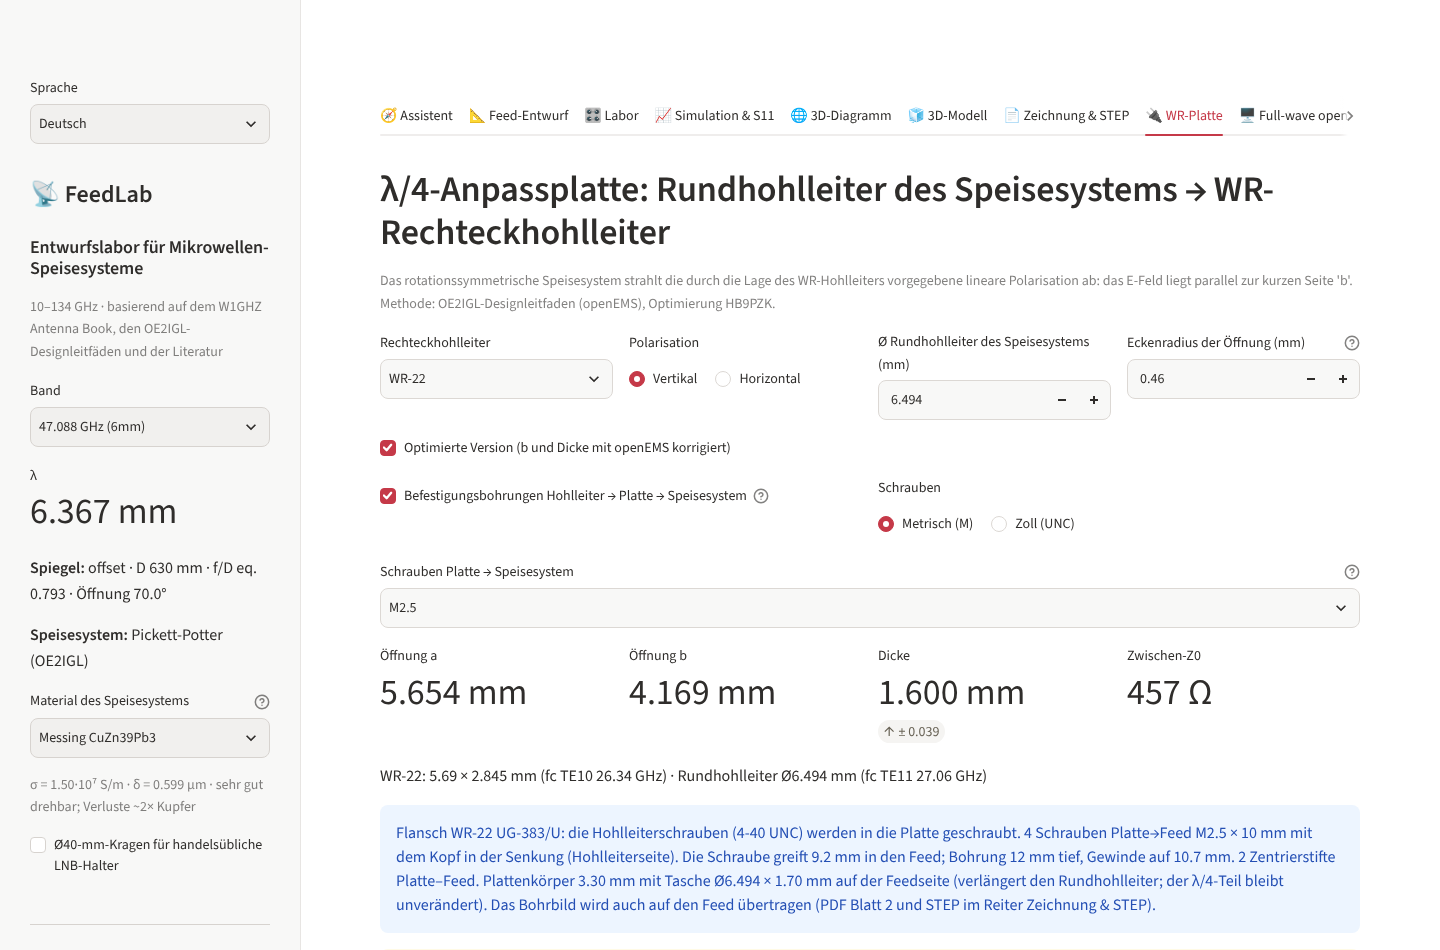 Sprache
Deutsch
📡 FeedLab
Entwurfslabor für Mikrowellen-
Speisesysteme
10–134 GHz · basierend auf dem W1GHZ
Antenna Book, den OE2IGL-
Designleitfäden und der Literatur
Band
47.088 GHz (6mm)
λ
6.367 mm
Spiegel: offset · D 630 mm · f/D eq.
0.793 · Öffnung 70.0°
Speisesystem: Pickett-Potter
(OE2IGL)
Material des Speisesystems
Messing CuZn39Pb3
σ = 1.50·10⁷ S/m · δ = 0.599 µm · sehr gut
drehbar; Verluste ~2× Kupfer
Ø40-mm-Kragen für handelsübliche
LNB-Halter
🧭 Assistent 📐 Feed-Entwurf 🎛️ Labor 📈 Simulation & S11 🌐 3D-Diagramm 🧊 3D-Modell 📄 Zeichnung & STEP 🔌 WR-Platte 🖥️ Full-wave open
λ/4-Anpassplatte: Rundhohlleiter des Speisesystems → WR-
Rechteckhohlleiter
Das rotationssymmetrische Speisesystem strahlt die durch die Lage des WR-Hohlleiters vorgegebene lineare Polarisation ab: das E-Feld liegt parallel zur kurzen Seite 'b'.
Methode: OE2IGL-Designleitfaden (openEMS), Optimierung HB9PZK.
Rechteckhohlleiter
WR-22
Polarisation
Vertikal Horizontal
Ø Rundhohlleiter des Speisesystems
(mm)
6.494
Eckenradius der Öffnung (mm)
0.46
Optimierte Version (b und Dicke mit openEMS korrigiert)
Befestigungsbohrungen Hohlleiter → Platte → Speisesystem
Schrauben
Metrisch (M) Zoll (UNC)
Schrauben Platte → Speisesystem
M2.5
Öffnung a
5.654 mm
Öffnung b
4.169 mm
Dicke
1.600 mm
↑ ± 0.039
Zwischen-Z0
457 Ω
WR-22: 5.69 × 2.845 mm (fc TE10 26.34 GHz) · Rundhohlleiter Ø6.494 mm (fc TE11 27.06 GHz)
Flansch WR-22 UG-383/U: die Hohlleiterschrauben (4-40 UNC) werden in die Platte geschraubt. 4 Schrauben Platte→Feed M2.5 × 10 mm mit
dem Kopf in der Senkung (Hohlleiterseite). Die Schraube greift 9.2 mm in den Feed; Bohrung 12 mm tief, Gewinde auf 10.7 mm. 2 Zentrierstifte
Platte–Feed. Plattenkörper 3.30 mm mit Tasche Ø6.494 × 1.70 mm auf der Feedseite (verlängert den Rundhohlleiter; der λ/4-Teil bleibt
unverändert). Das Bohrbild wird auch auf den Feed übertragen (PDF Blatt 2 und STEP im Reiter Zeichnung & STEP).